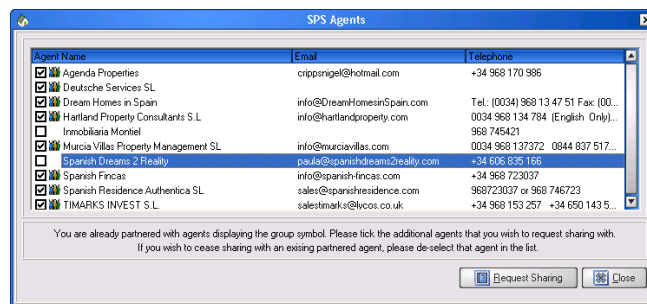 SPS Agents
Agent Name Email Telephone
Agenda Properties crippsnigel@hotmail.com +34 968 170 986
Deutsche Services SL
Dream Homes in Spain info@DreamHomesinSpain.com Tel.: (0034) 968 13 47 51 Fax: (00...
Hartland Property Consultants S.L info@hartlandproperty.com 0034 968 134 784 (English Only)...
Inmobiliaria Montiel 968 745421
Murcia Villas Property Management SL info@murciavillas.com 0034 968 137372 0844 837 517...
Spanish Dreams 2 Reality paula@spanishdreams2reality.com +34 606 835 166
Spanish Fincas info@spanish-fincas.com +34 968 723037
Spanish Residence Authentica SL sales@spanishresidence.com 968723037 or 968 746723
TIMARKS INVEST S.L. salestimarks@lycos.co.uk +34 968 153 257 +34 650 143 5...
You are already partnered with agents displaying the group symbol. Please tick the additional agents that you wish to request sharing with.
If you wish to cease sharing with an exising partnered agent, please de-select that agent in the list.
Request Sharing Close